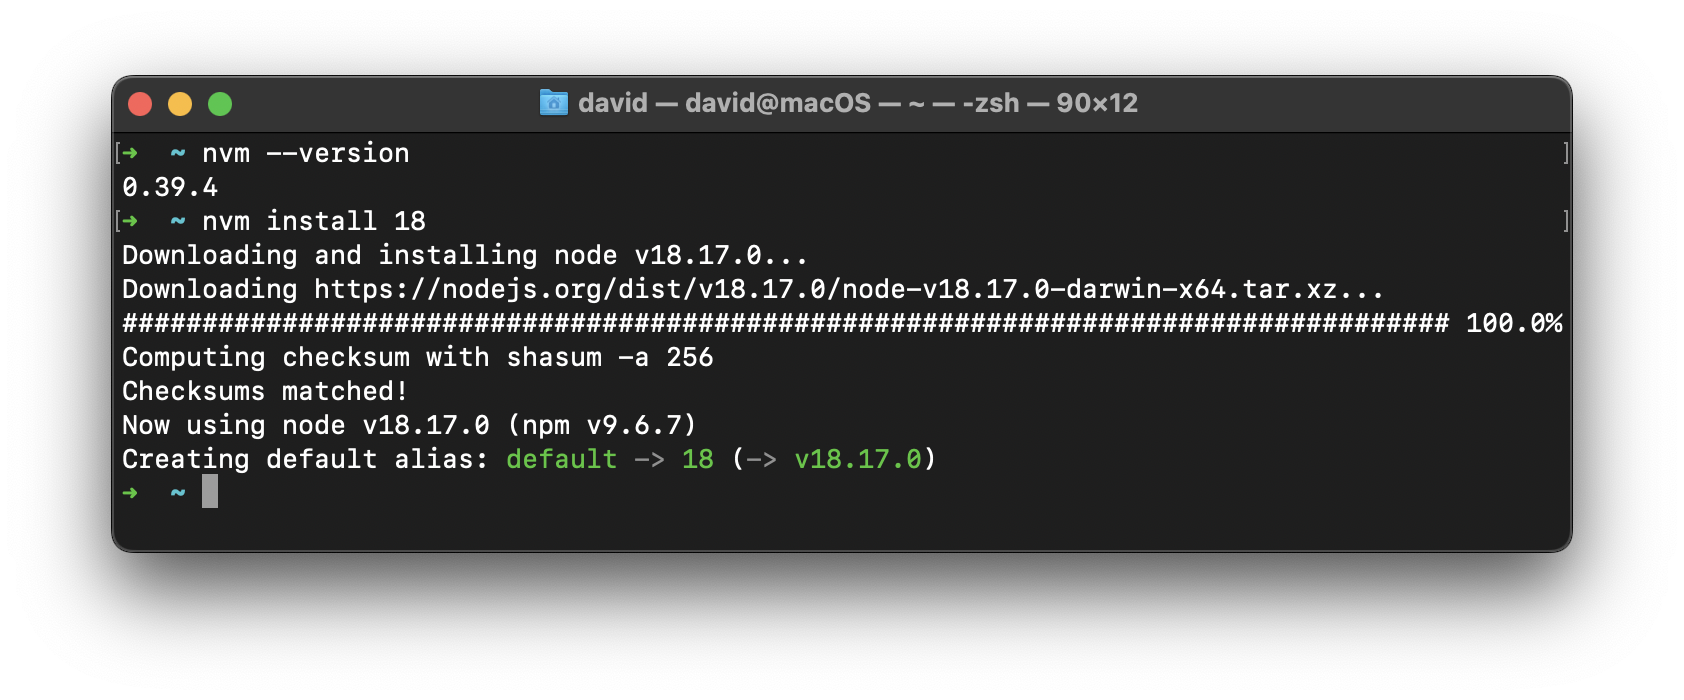 david — david@macOS — ~ — -zsh — 90×12
[➜  ~ nvm --version ]
0.39.4
[➜  ~ nvm install 18 ]
Downloading and installing node v18.17.0...
Downloading https://nodejs.org/dist/v18.17.0/node-v18.17.0-darwin-x64.tar.xz...
################################################################################### 100.0%
Computing checksum with shasum -a 256
Checksums matched!
Now using node v18.17.0 (npm v9.6.7)
Creating default alias: default -> 18 (-> v18.17.0)
➜  ~